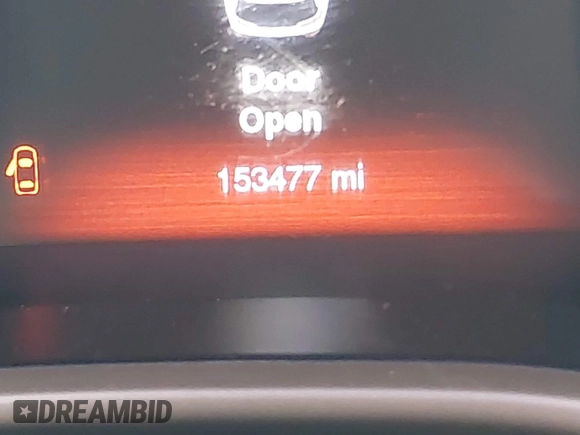 Door
Open
153477 mi
DREAMBID